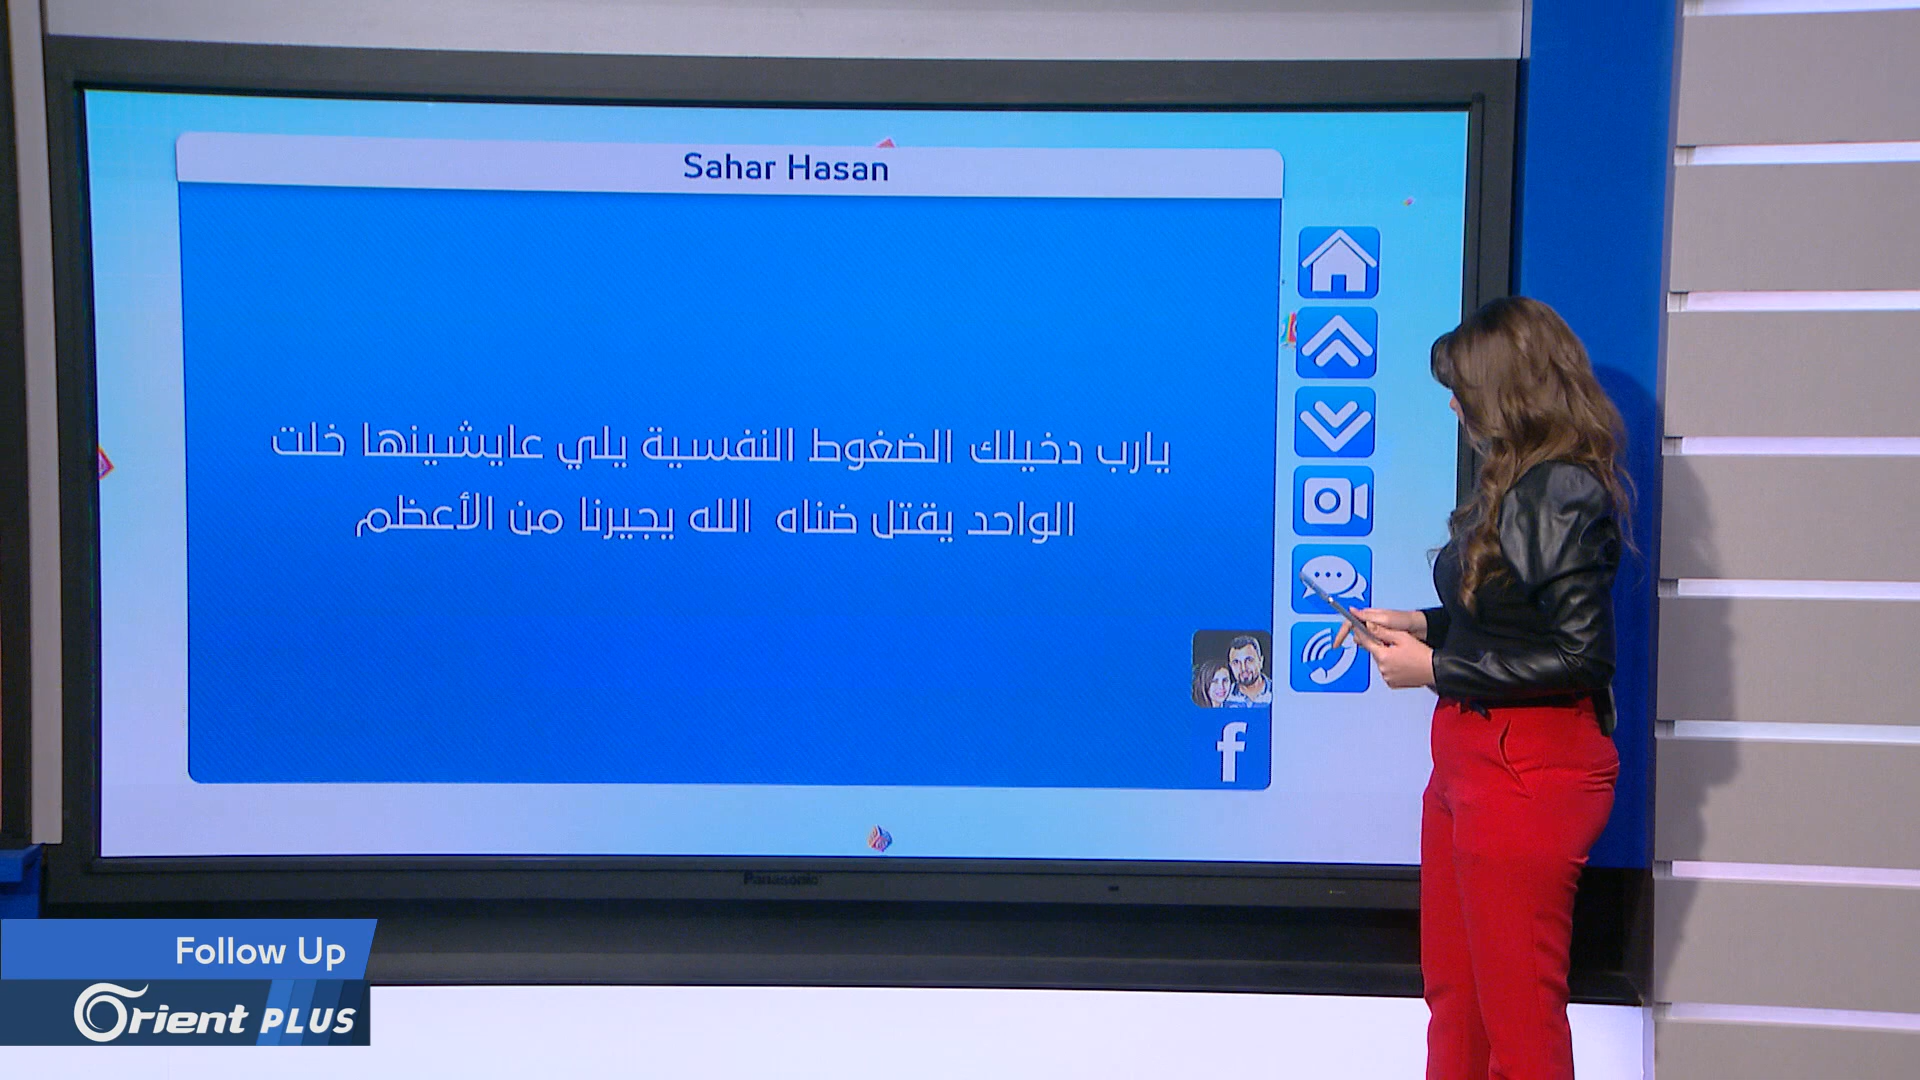 Sahar Hasan
يارب دخيلك الضغوط النفسية يلي عايشينها خلت
الواحد يقتل ضناه الله يجيرنا من الأعظم
f
Panasonic
Follow Up
Orient PLUS